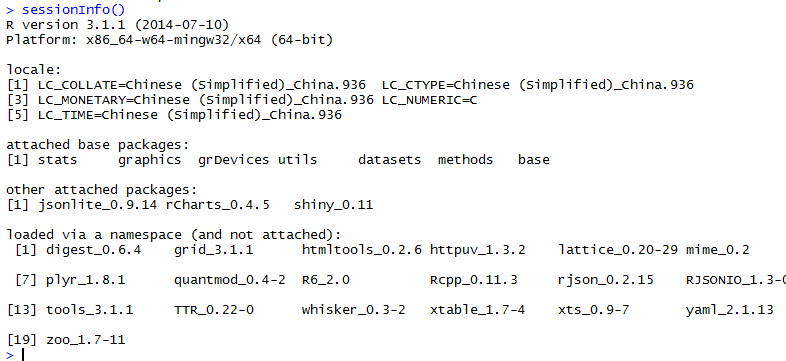 > sessionInfo()
R version 3.1.1 (2014-07-10)
Platform: x86_64-w64-mingw32/x64 (64-bit)
locale:
[1] LC_COLLATE=Chinese (Simplified)_China.936  LC_CTYPE=Chinese (Simplified)_China.936
[3] LC_MONETARY=Chinese (Simplified)_China.936 LC_NUMERIC=C
[5] LC_TIME=Chinese (Simplified)_China.936
attached base packages:
[1] stats     graphics  grDevices utils     datasets  methods   base
other attached packages:
[1] jsonlite_0.9.14 rCharts_0.4.5   shiny_0.11
loaded via a namespace (and not attached):
 [1] digest_0.6.4    grid_3.1.1      htmltools_0.2.6 httpuv_1.3.2    lattice_0.20-29 mime_0.2
 [7] plyr_1.8.1      quantmod_0.4-2  R6_2.0          Rcpp_0.11.3     rjson_0.2.15    RJSONIO_1.3-
[13] tools_3.1.1     TTR_0.22-0      whisker_0.3-2   xtable_1.7-4    xts_0.9-7       yaml_2.1.13
[19] zoo_1.7-11
>